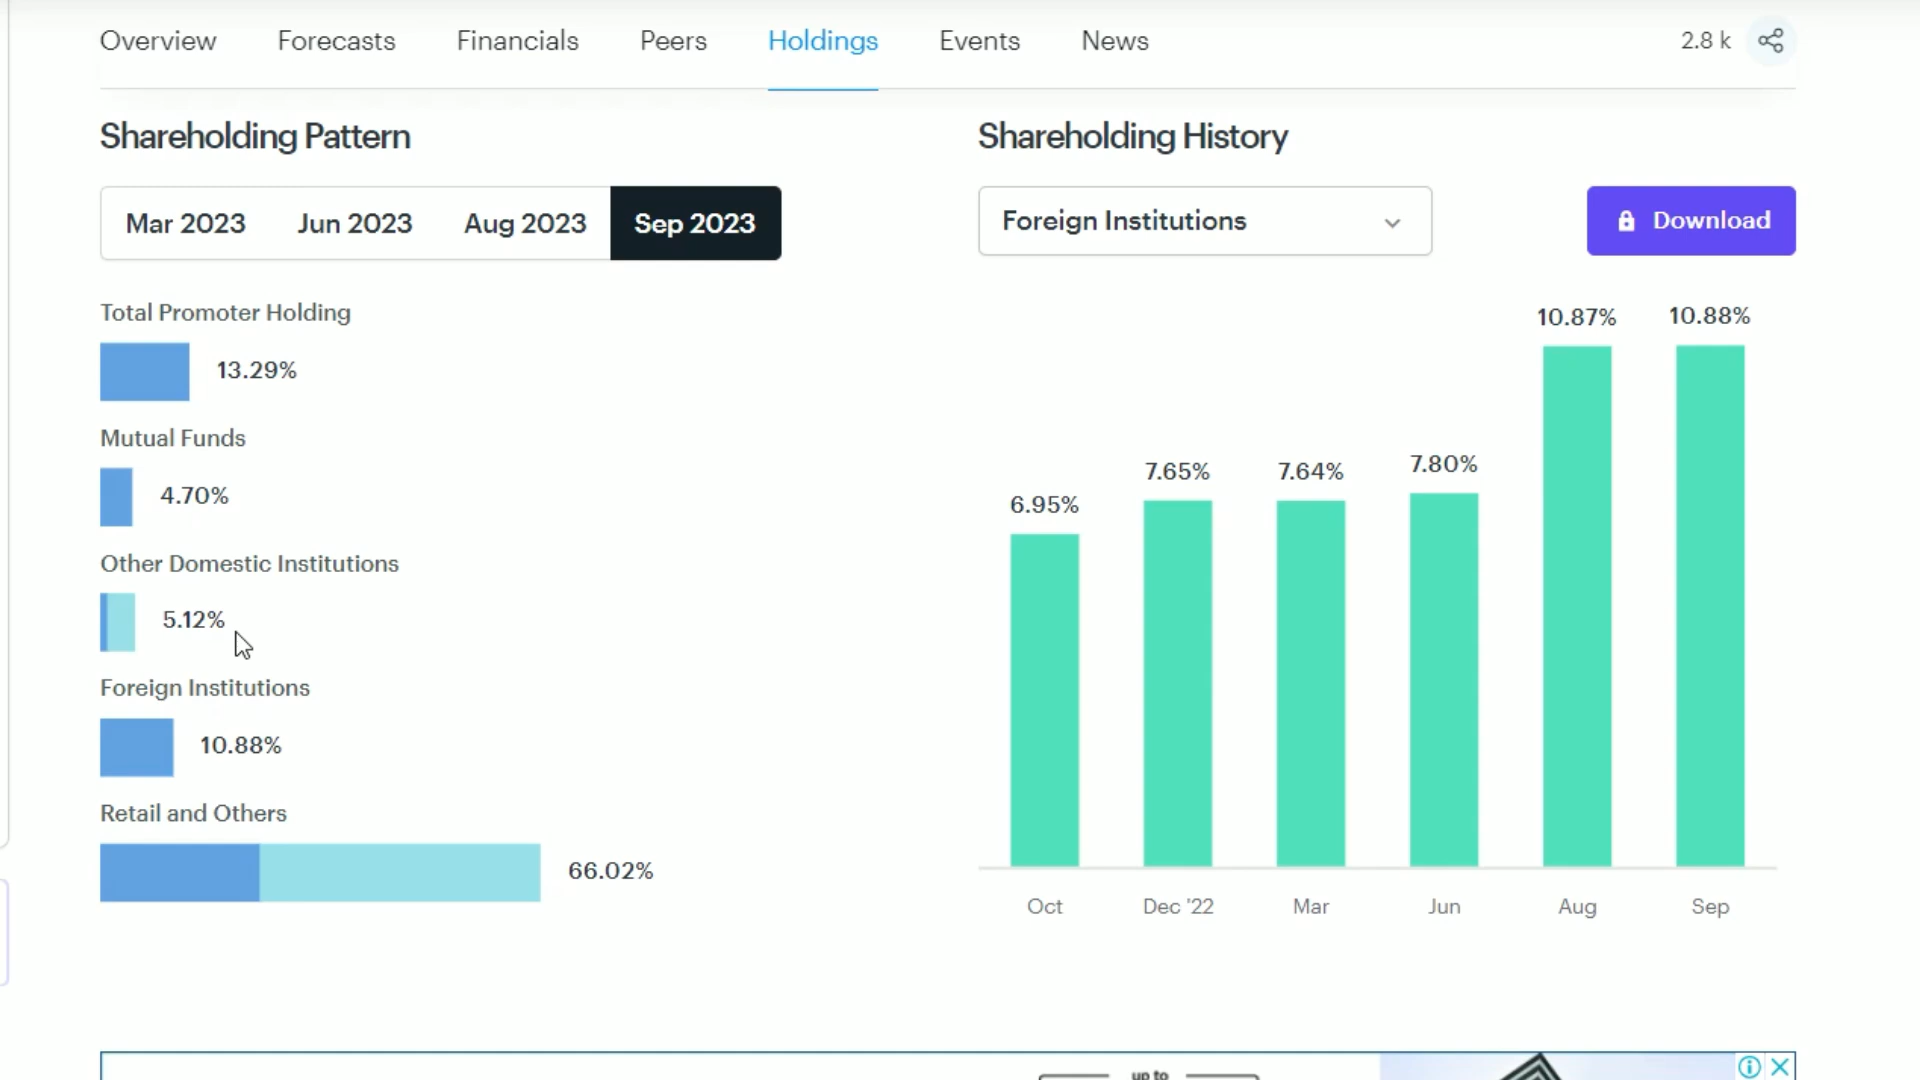 Overview Forecasts Financials Peers Holdings Events News 2.8 k
Shareholding Pattern
Mar 2023 Jun 2023 Aug 2023 Sep 2023
Total Promoter Holding
13.29%
Mutual Funds
4.70%
Other Domestic Institutions
5.12%
Foreign Institutions
10.88%
Retail and Others
66.02%
Shareholding History
Foreign Institutions
Download
6.95% 7.65% 7.64% 7.80% 10.87% 10.88%
Oct Dec '22 Mar Jun Aug Sep
up to